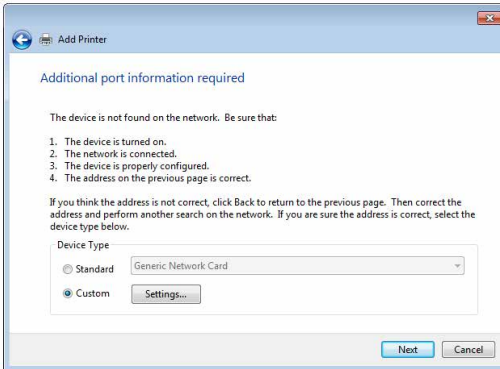 Add Printer
Additional port information required
The device is not found on the network. Be sure that:
1. The device is turned on.
2. The network is connected.
3. The device is properly configured.
4. The address on the previous page is correct.
If you think the address is not correct, click Back to return to the previous page. Then correct the
address and perform another search on the network. If you are sure the address is correct, select the
device type below.
Device Type
Standard Generic Network Card
Custom Settings...
Next Cancel